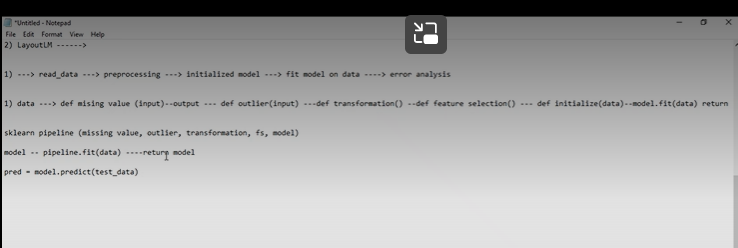 *Untitled - Notepad
File Edit Format View Help
2) LayoutLM ------>
1) ---> read_data ---> preprocessing ---> initialized model ---> fit model on data ----> error analysis
1) data ---> def mising value (input)--output --- def outlier(input) ---def transformation() --def feature selection() --- def initialize(data)--model.fit(data) return
sklearn pipeline (missing value, outlier, transformation, fs, model)
model -- pipeline.fit(data) ----return model
pred = model.predict(test_data)